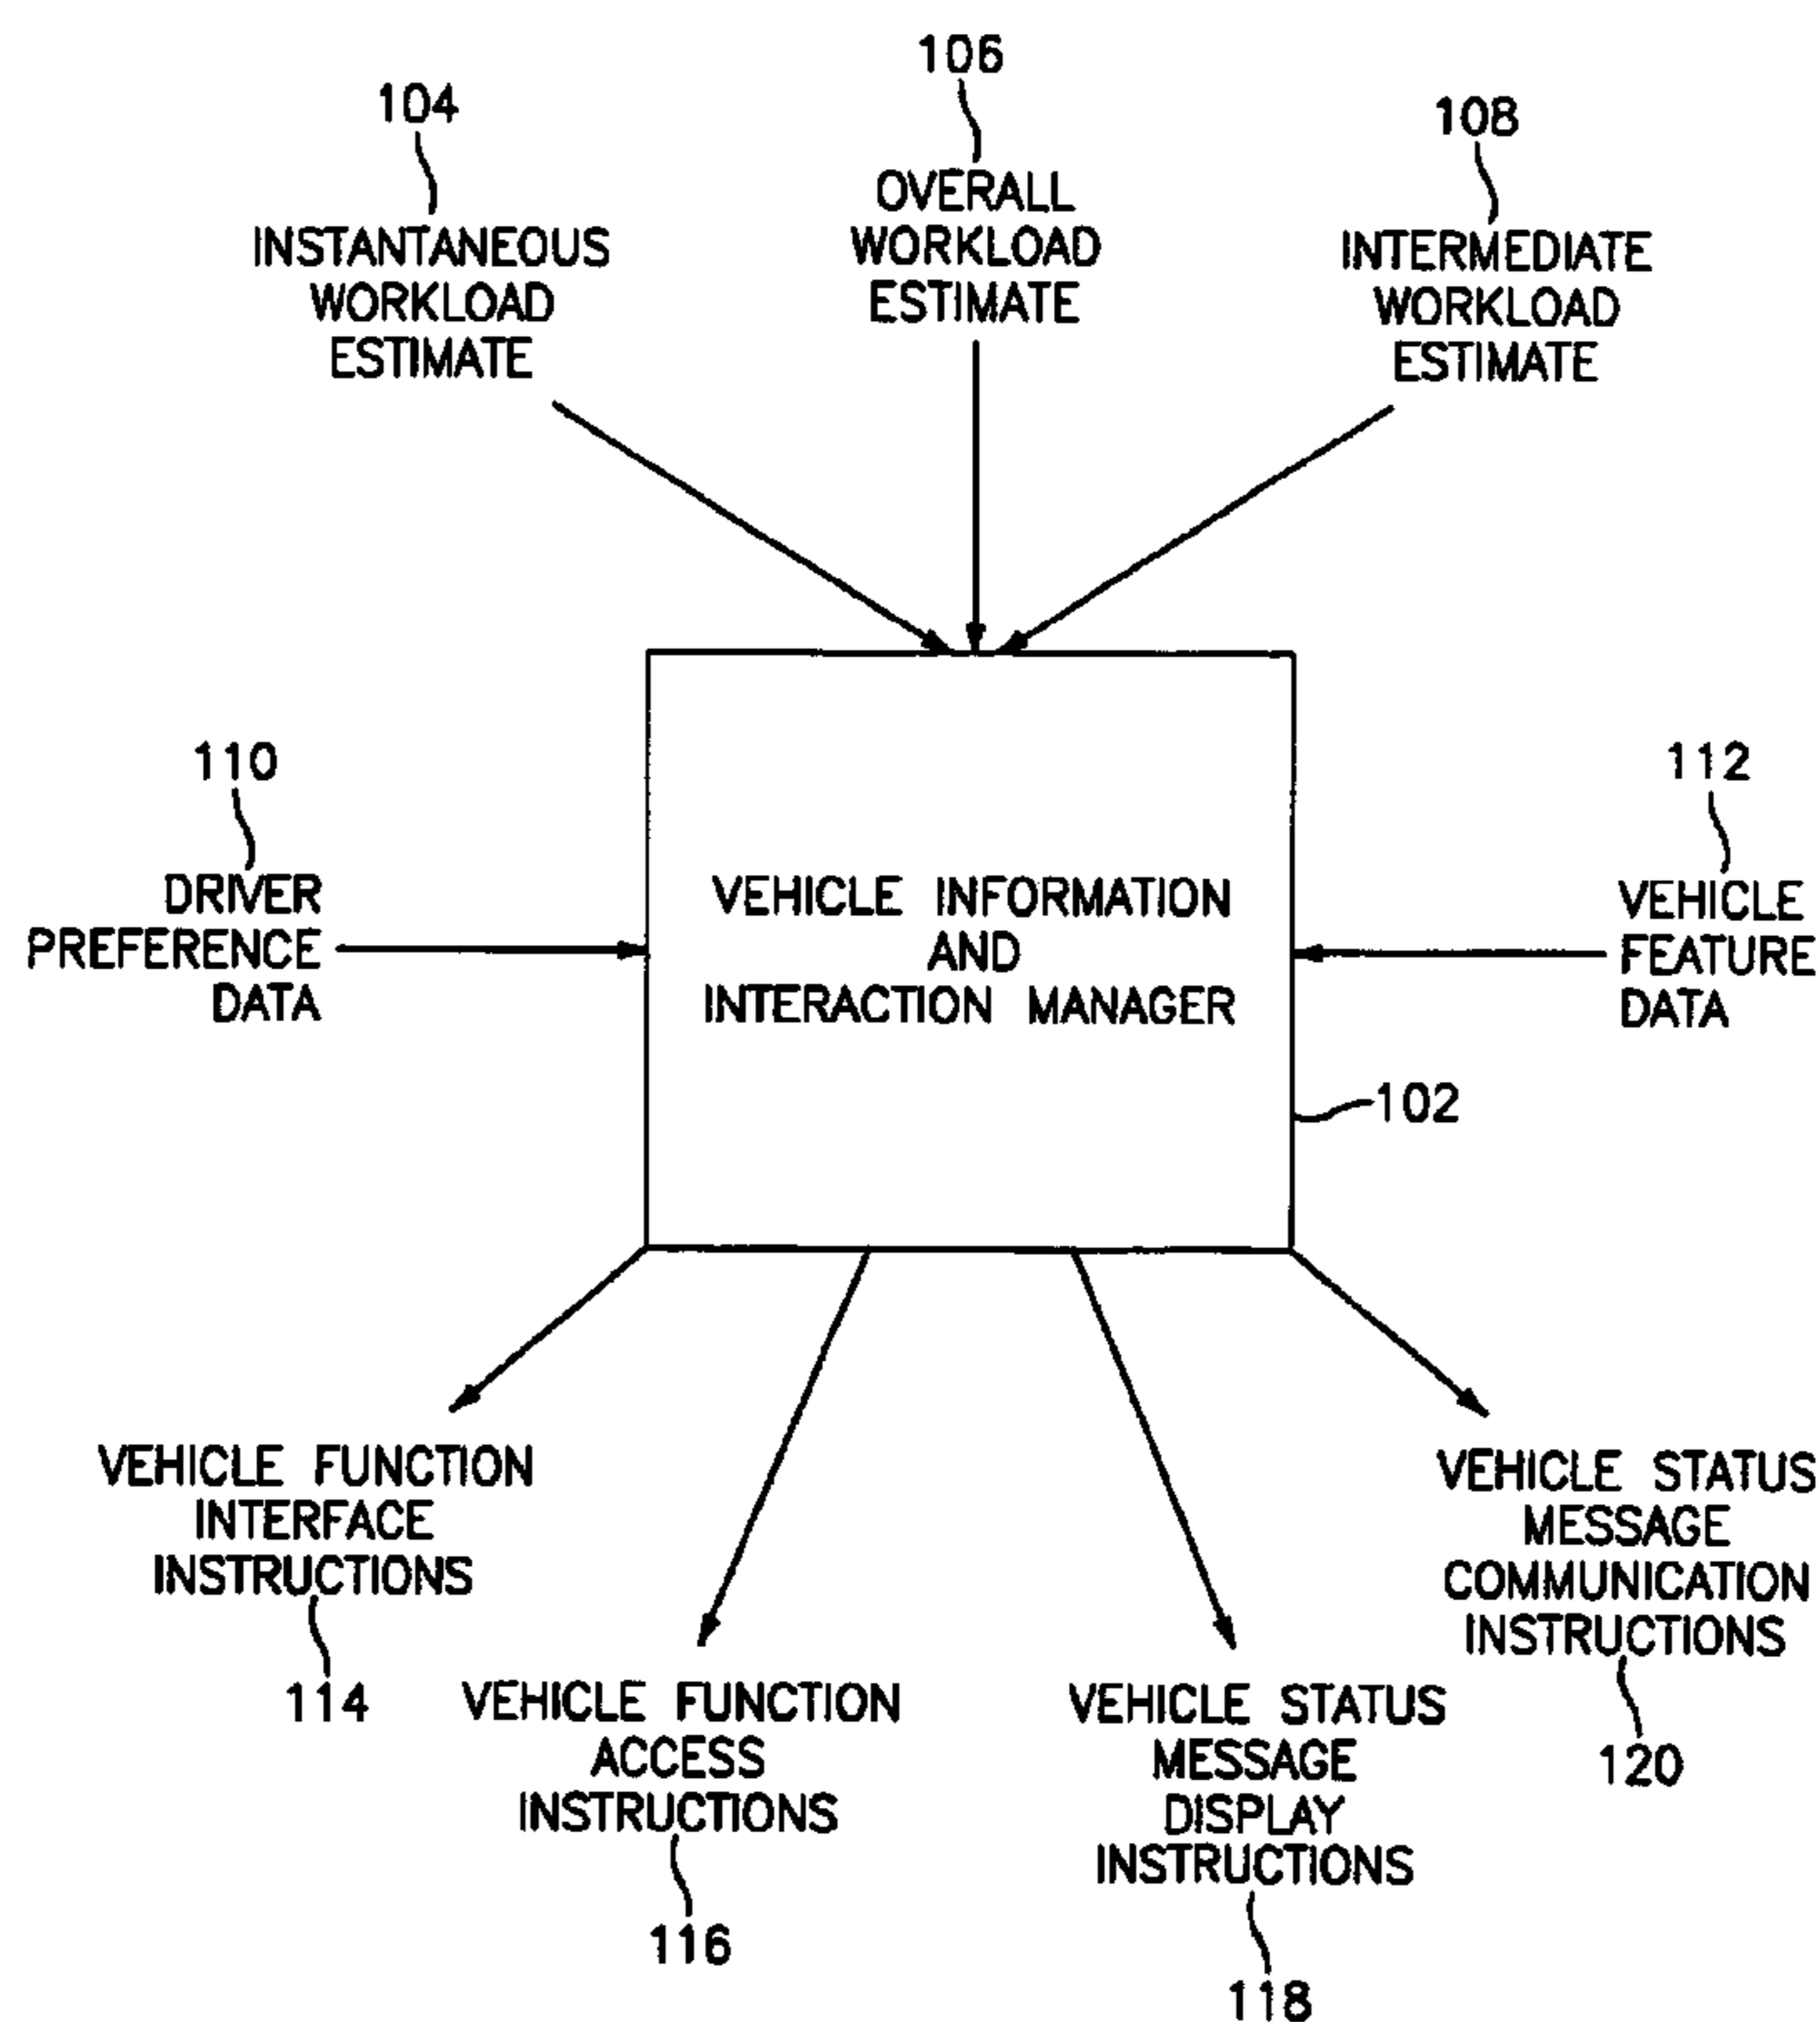 106
104
108
OVERALL
WORKLOAD
ESTIMATE
INSTANTANEOUS
WORKLOAD
ESTIMATE
INTERMEDIATE
WORKLOAD
ESTIMATE
110
112
DRIVER
PREFERENCE
DATA
VEHICLE INFORMATION
AND
INTERACTION MANAGER
VEHICLE
FEATURE
DATA
102
VEHICLE FUNCTION
INTERFACE
INSTRUCTIONS
114
VEHICLE STATUS
MESSAGE
COMMUNICATION
INSTRUCTIONS
120
VEHICLE FUNCTION
ACCESS
INSTRUCTIONS
116
VEHICLE STATUS
MESSAGE
DISPLAY
INSTRUCTIONS
118